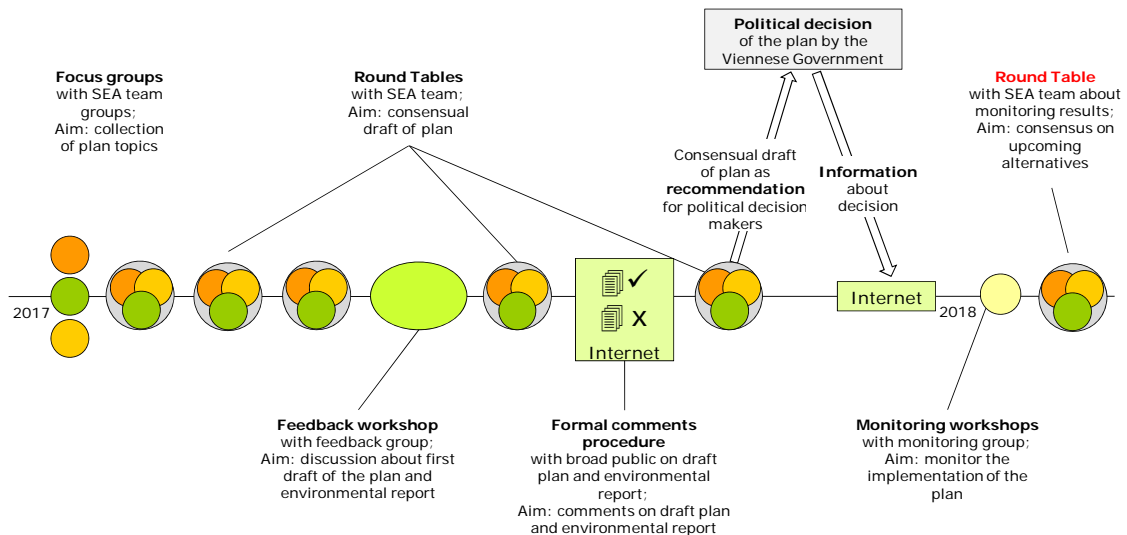 Political decision
of the plan by the
Viennese Government
Focus groups
with SEA team
groups;
Aim: collection
of plan topics
Round Tables
with SEA team;
Aim: consensual
draft of plan
Round Table
with SEA team about
monitoring results;
Aim: consensus on
upcoming
alternatives
Consensual draft
of plan as
recommendation
for political decision
makers
Information
about
decision
2017
✓
x
Internet
Internet
2018
Feedback workshop
with feedback group;
Aim: discussion about first
draft of the plan and
environmental report
Formal comments
procedure
with broad public on draft
plan and environmental
report;
Aim: comments on draft plan
and environmental report
Monitoring workshops
with monitoring group;
Aim: monitor the
implementation of the
plan